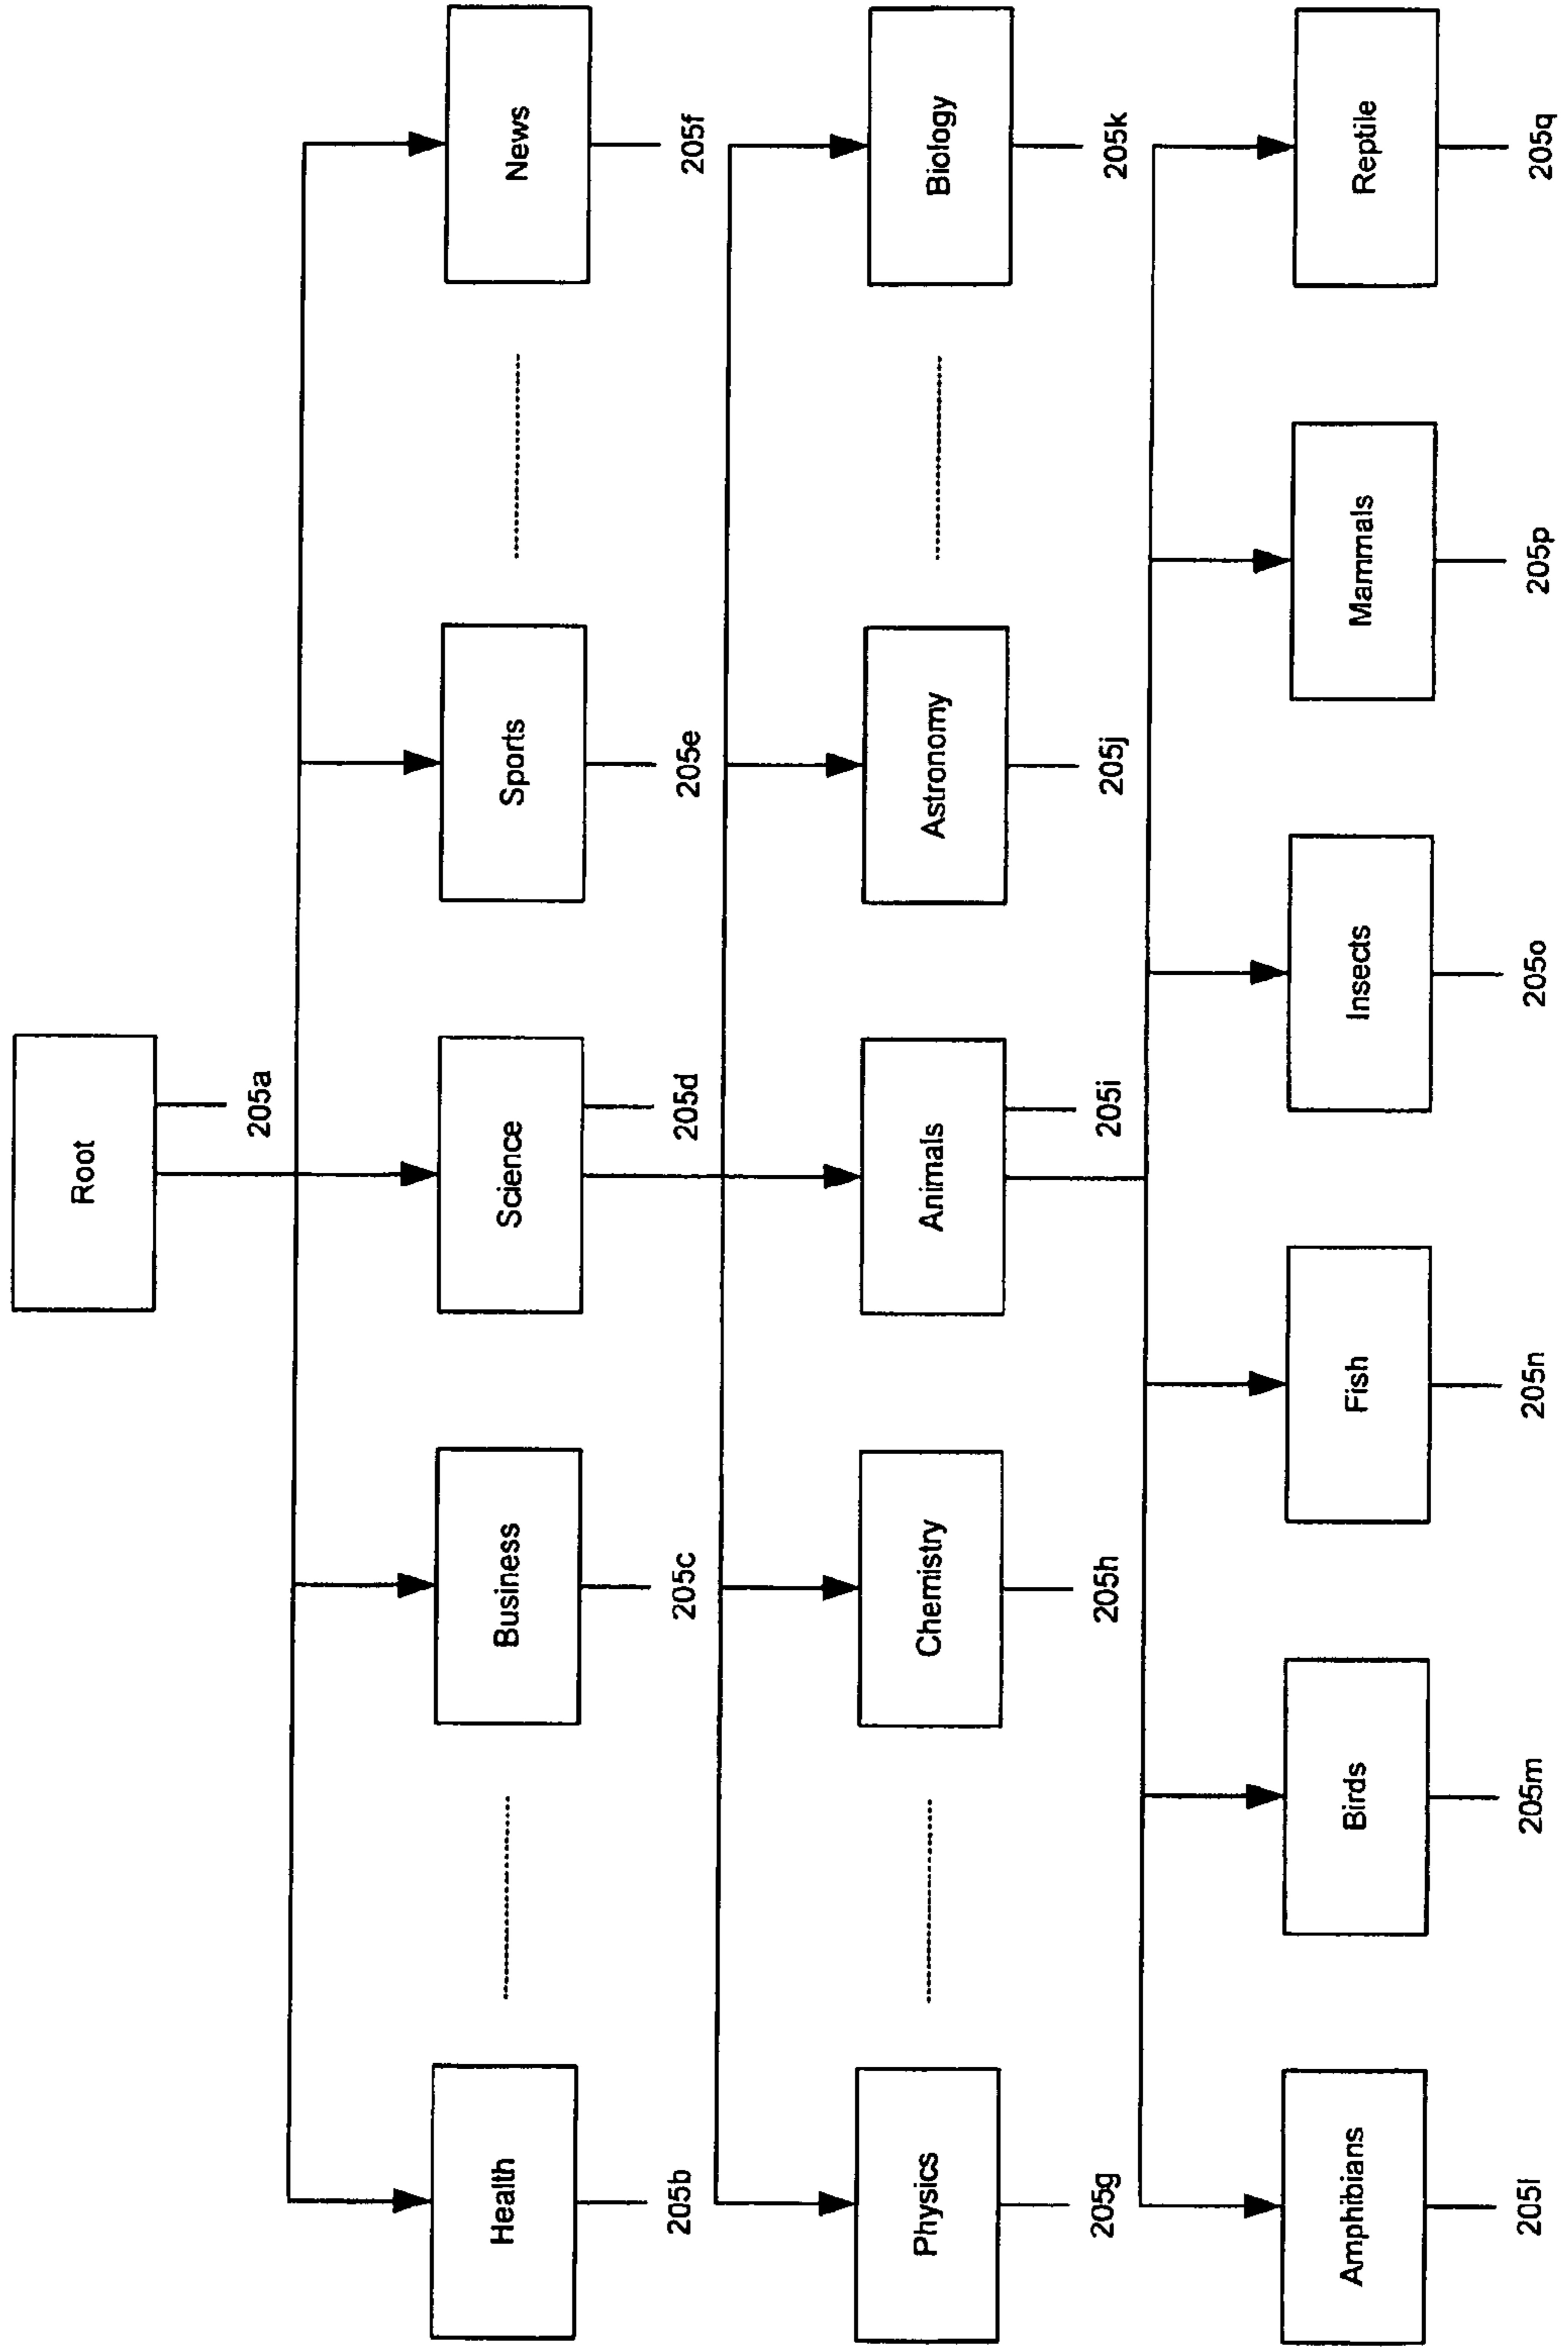 Root
205a
Health
Business
Science
Sports
News
205b
205c
205d
205e
205f
Physics
Chemistry
Animals
Astronomy
Biology
205g
205h
205i
205j
205k
Amphibians
Birds
Fish
Insects
Mammals
Reptile
205l
205m
205n
205o
205p
205q